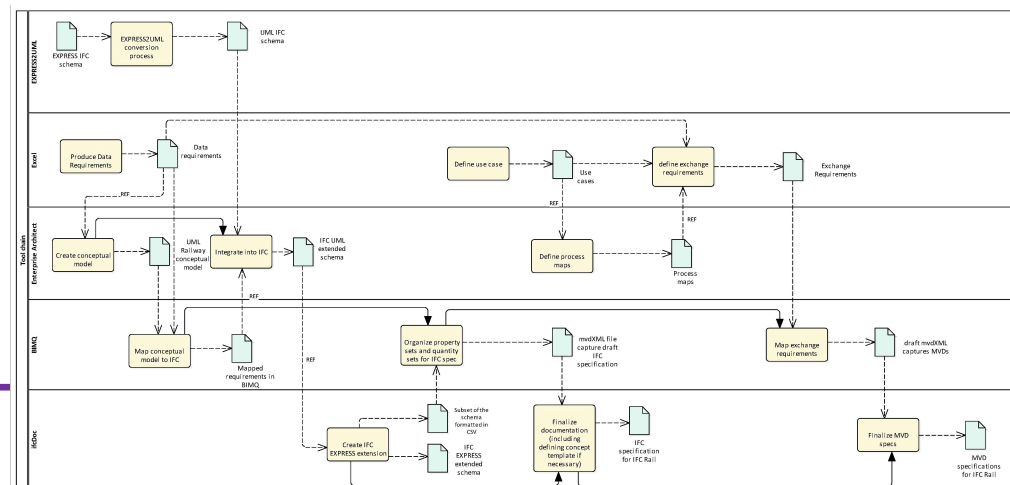 Tool chain
EXPRESS2UML
EXPRESS IFC
schema
EXPRESS2UML
conversion
process
UML IFC
schema
Excel
Produce Data
Requirements
Data
requirements
Define use case
Use
cases
define exchange
requirements
Exchange
Requirements
REF
REF
REF
Enterprise Architect
Create conceptual
model
UML
Railway
conceptual
model
Integrate into IFC
IFC UML
extended
schema
Define process
maps
Process
maps
REF
BIMQ
Map conceptual
model to IFC
Mapped
requirements in
BIMQ
REF
Organize property
sets and quantity
sets for IFC spec
mvdXML file
capture draft
IFC
specification
Map exchange
requirements
draft mvdXML
captures MVDs
ifcDoc
Create IFC
EXPRESS extension
Subset of the
schema
formatted in
CSV
IFC
EXPRESS
extended
schema
Finalize
documentation
(including
defining concept
template if
necessary)
IFC
specification
for IFC Rail
Finalize MVD
specs
MVD
specifications
for IFC Rail